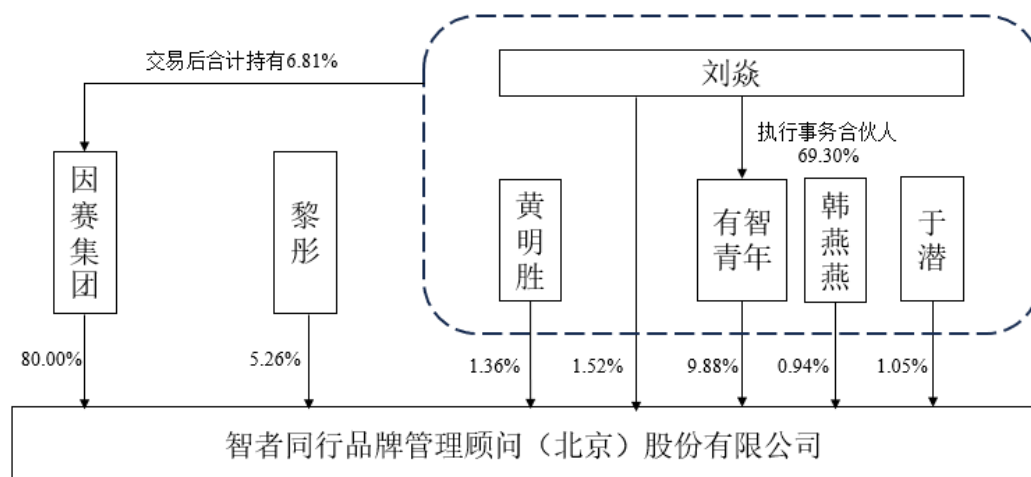 交易后合计持有6.81%
刘焱
执行事务合伙人
69.30%
因赛集团
黎彤
黄明胜
有智
青年
韩燕燕
于潜
80.00%
5.26%
1.36%
1.52%
9.88%
0.94%
1.05%
智者同行品牌管理顾问（北京）股份有限公司